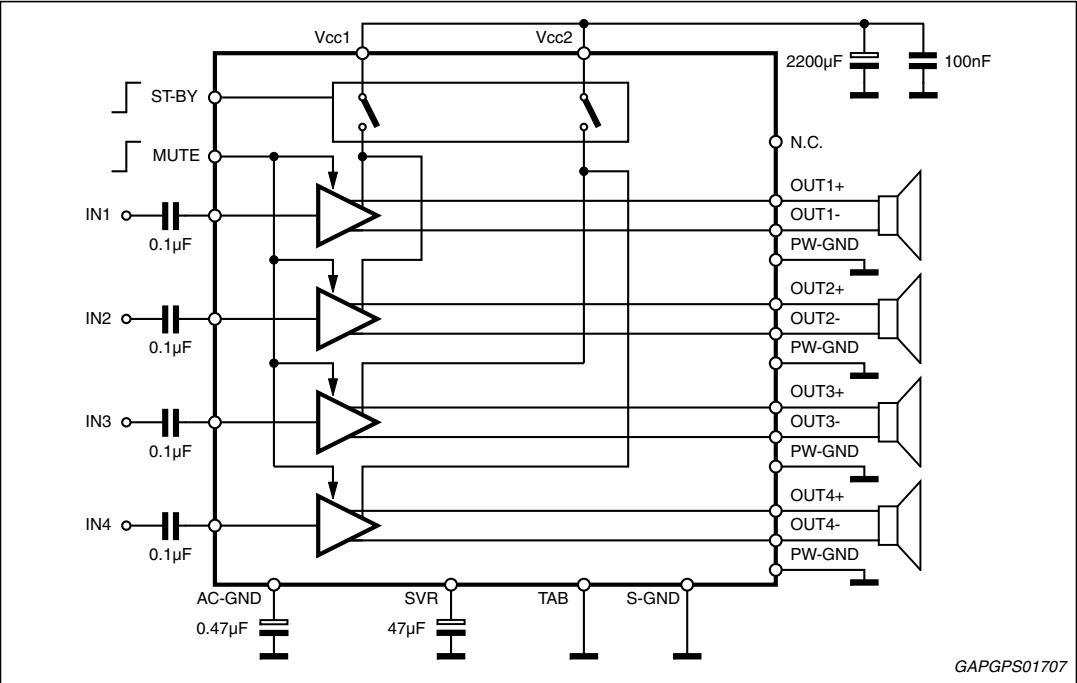 Vcc1
Vcc2
2200µF
100nF
ST-BY
N.C.
MUTE
OUT1+
IN1
OUT1-
0.1µF
PW-GND
OUT2+
IN2
OUT2-
0.1µF
PW-GND
OUT3+
IN3
OUT3-
0.1µF
PW-GND
OUT4+
IN4
OUT4-
0.1µF
PW-GND
AC-GND
SVR
TAB
S-GND
0.47µF
47µF
GAPGPS01707